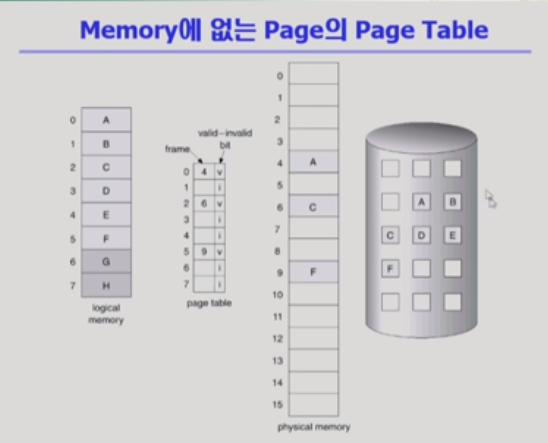 Memory에 없는 Page의 Page Table
0 A
1 B
2 C
3 D
4 E
5 F
6 G
7 H
logical
memory
valid–invalid
bit
frame
0 4 v
1 i
2 6 v
3 i
4 i
5 9 v
6 i
7 i
page table
0
1
2
3
4 A
5
6 C
7
8
9 F
10
11
12
13
14
15
physical memory
A B
C D E
F